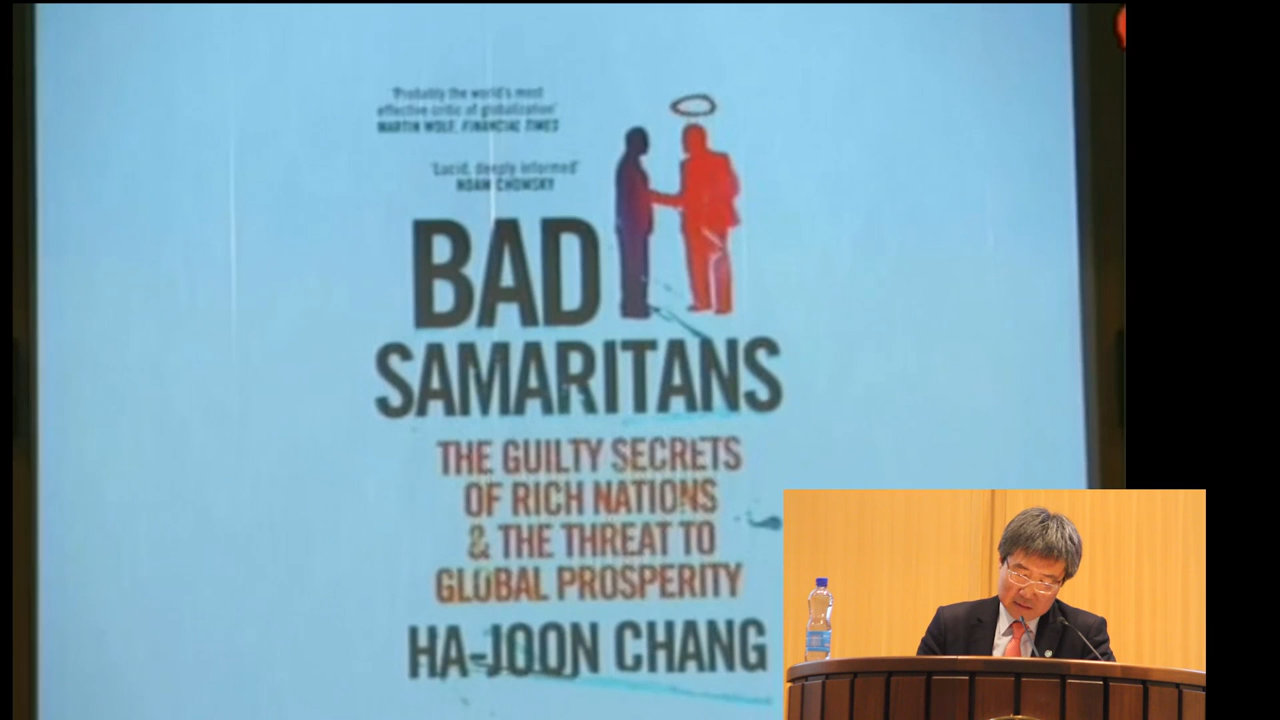 'Probably the world's most
effective critic of globalization'
MARTIN WOLF, FINANCIAL TIMES
'Lucid, deeply informed'
NOAM CHOMSKY
BAD
SAMARITANS
THE GUILTY SECRETS
OF RICH NATIONS
& THE THREAT TO
GLOBAL PROSPERITY
HA-JOON CHANG